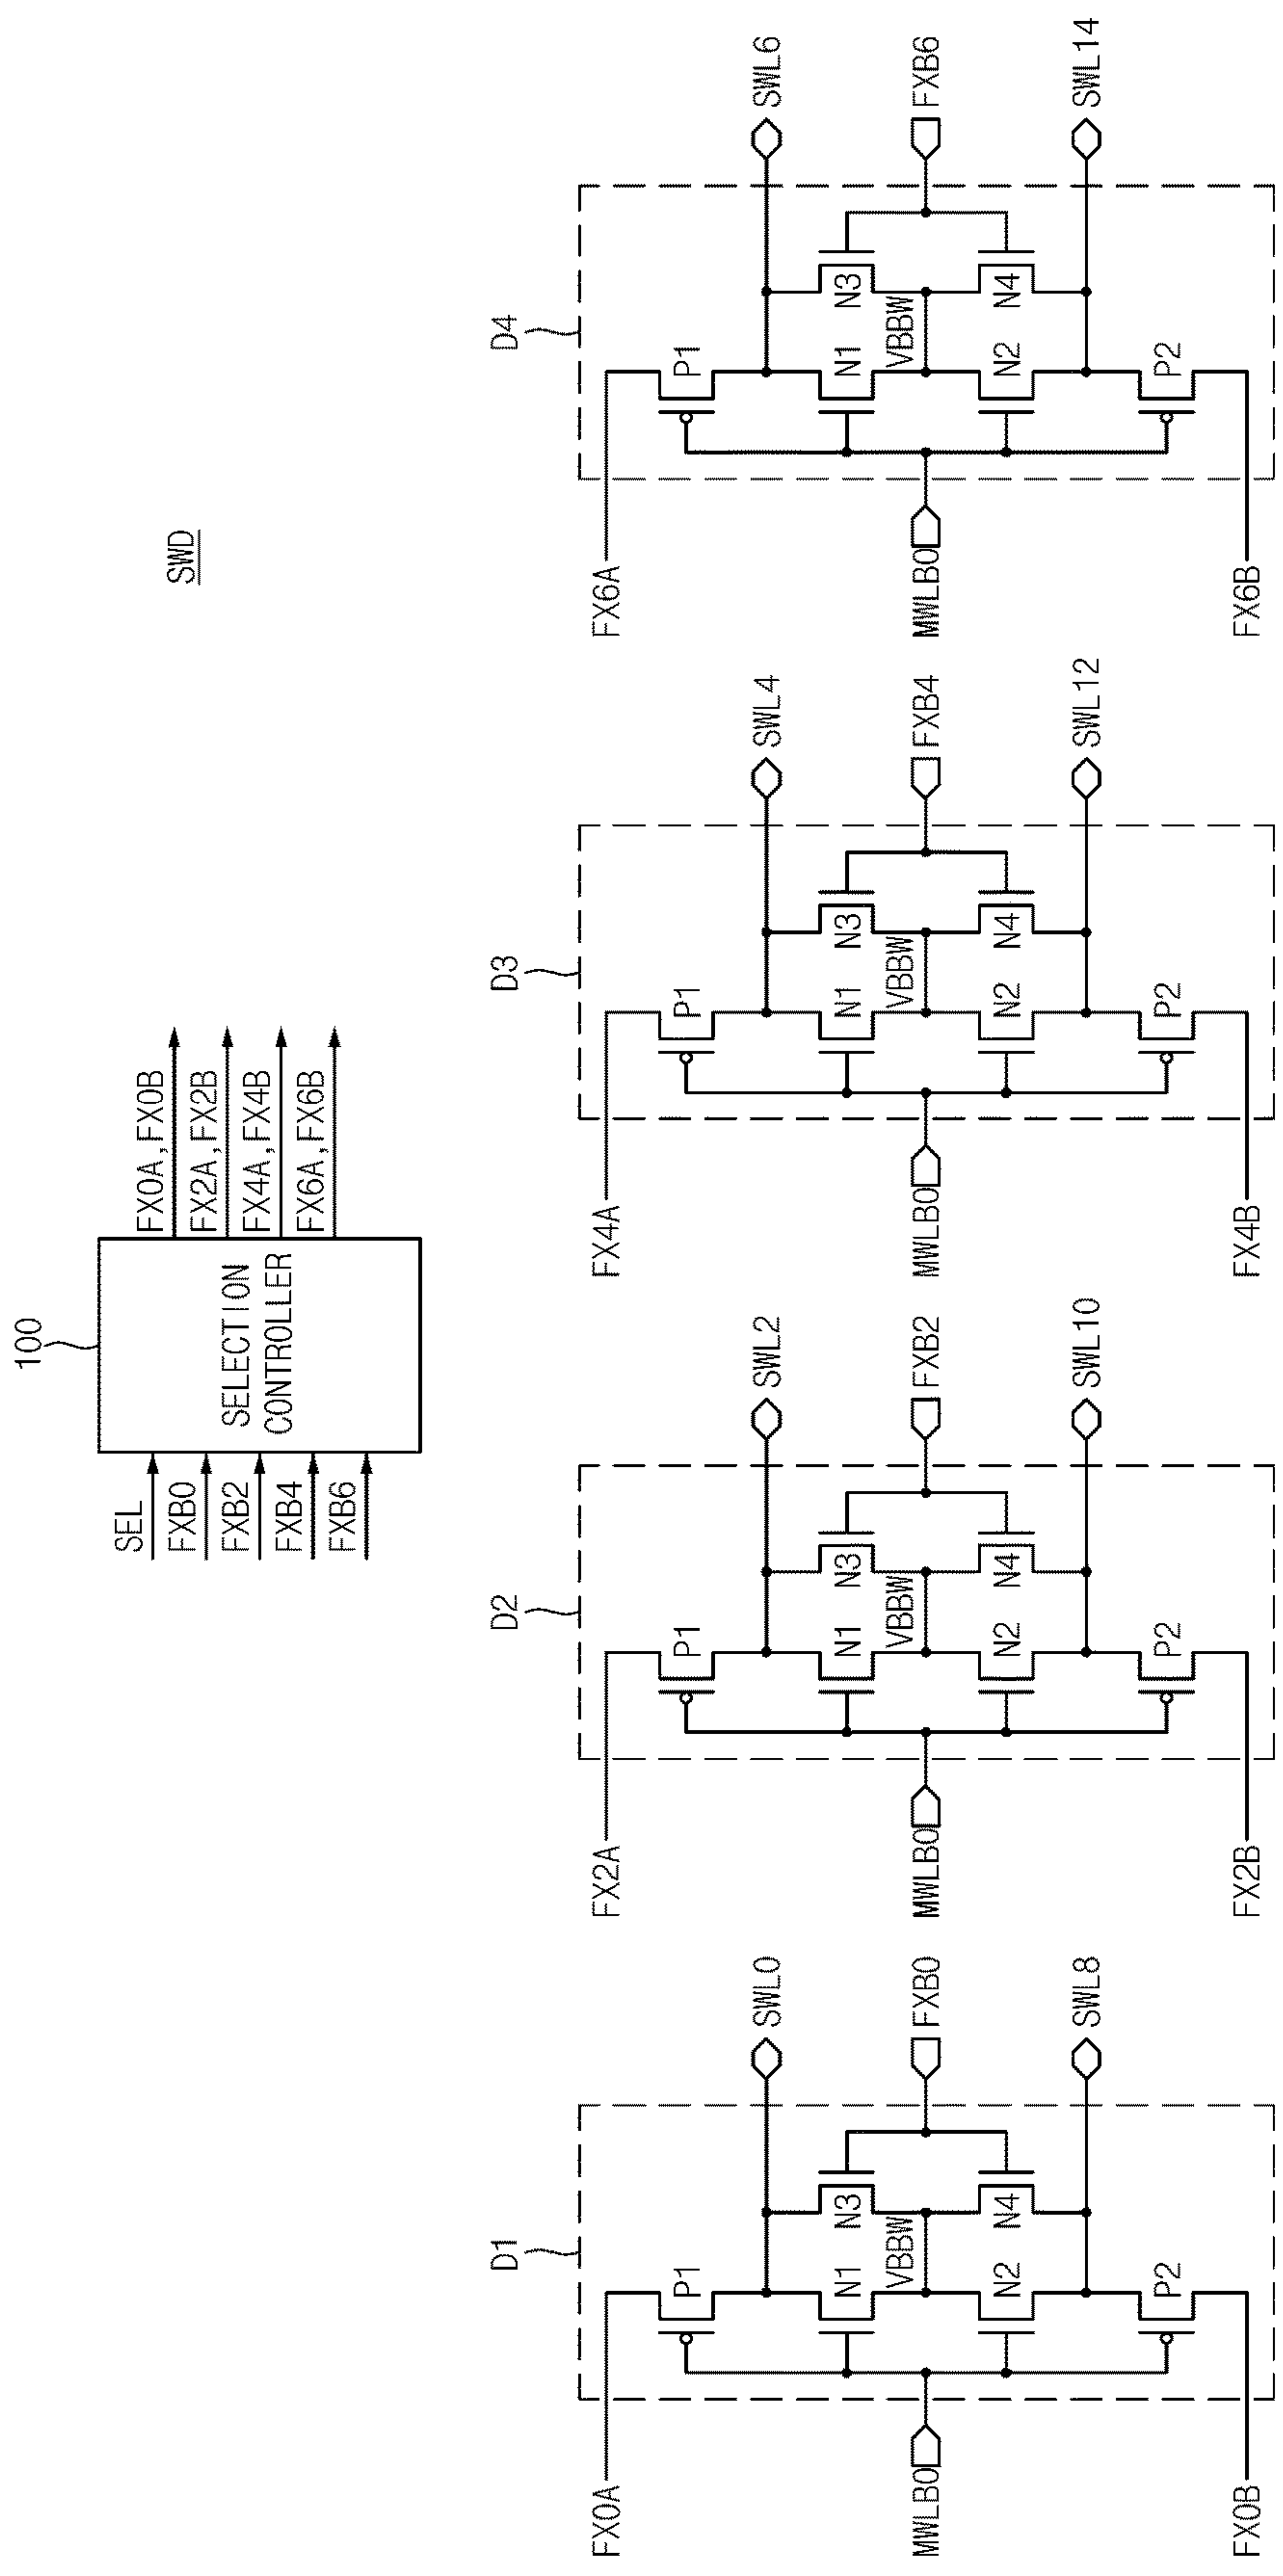 SWD
100
SEL
FXB0
FXB2
FXB4
FXB6
SELECTION
CONTROLLER
FX0A,FX0B
FX2A,FX2B
FX4A,FX4B
FX6A,FX6B
D1
FX0A
P1
SWL0
N1
N3
VBBW
MWLB0
FXB0
N2
N4
SWL8
P2
FX0B
D2
FX2A
P1
SWL2
N1
N3
VBBW
MWLB0
FXB2
N2
N4
SWL10
P2
FX2B
D3
FX4A
P1
SWL4
N1
N3
VBBW
MWLB0
FXB4
N2
N4
SWL12
P2
FX4B
D4
FX6A
P1
SWL6
N1
N3
VBBW
MWLB0
FXB6
N2
N4
SWL14
P2
FX6B